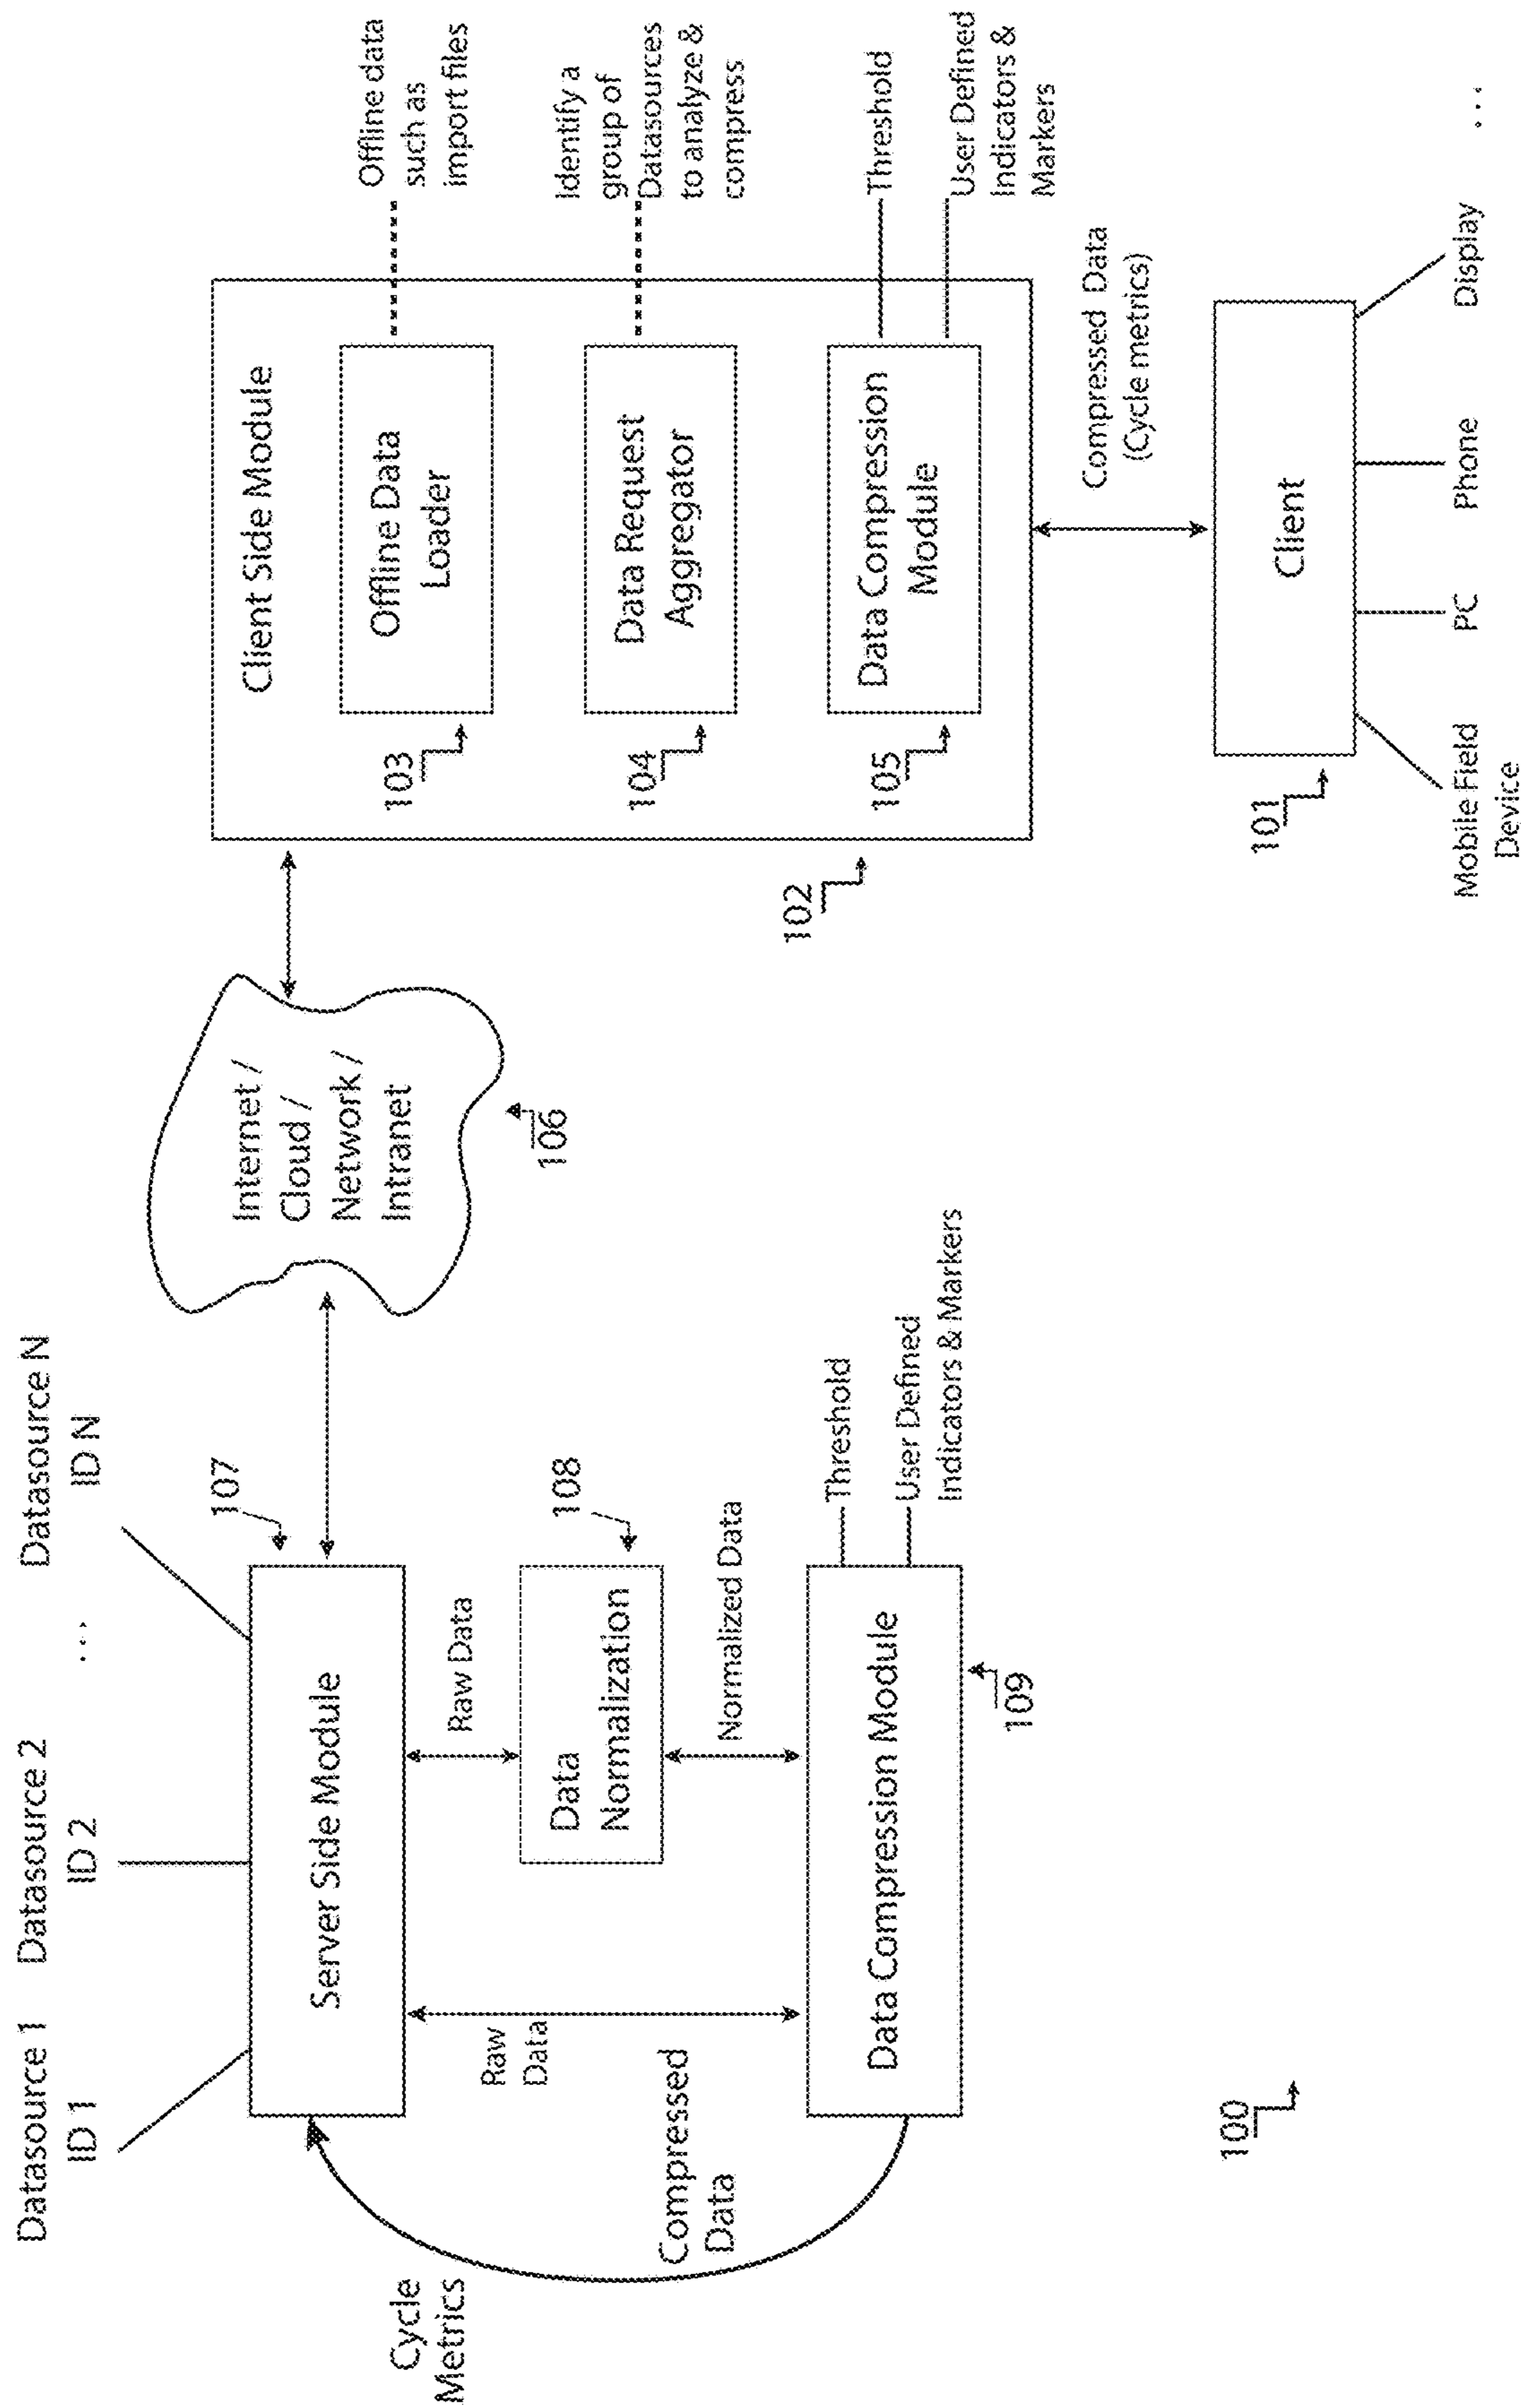 Datasource 1
ID 1
Datasource 2
ID 2
...
Datasource N
ID N
107
Server Side Module
Raw Data
Raw
Data
108
Data
Normalization
Normalized Data
Cycle
Metrics
Compressed
Data
Data Compression Module
109
Threshold
User Defined
Indicators & Markers
Internet /
Cloud /
Network /
Intranet
106
Client Side Module
102
Offline Data
Loader
103
Offline data
such as
import files
Data Request
Aggregator
104
Identify a
group of
Datasources
to analyze &
compress
Data Compression
Module
105
Threshold
User Defined
Indicators &
Markers
Compressed Data
(Cycle metrics)
Client
101
Mobile Field
Device
PC
Phone
Display
...
100